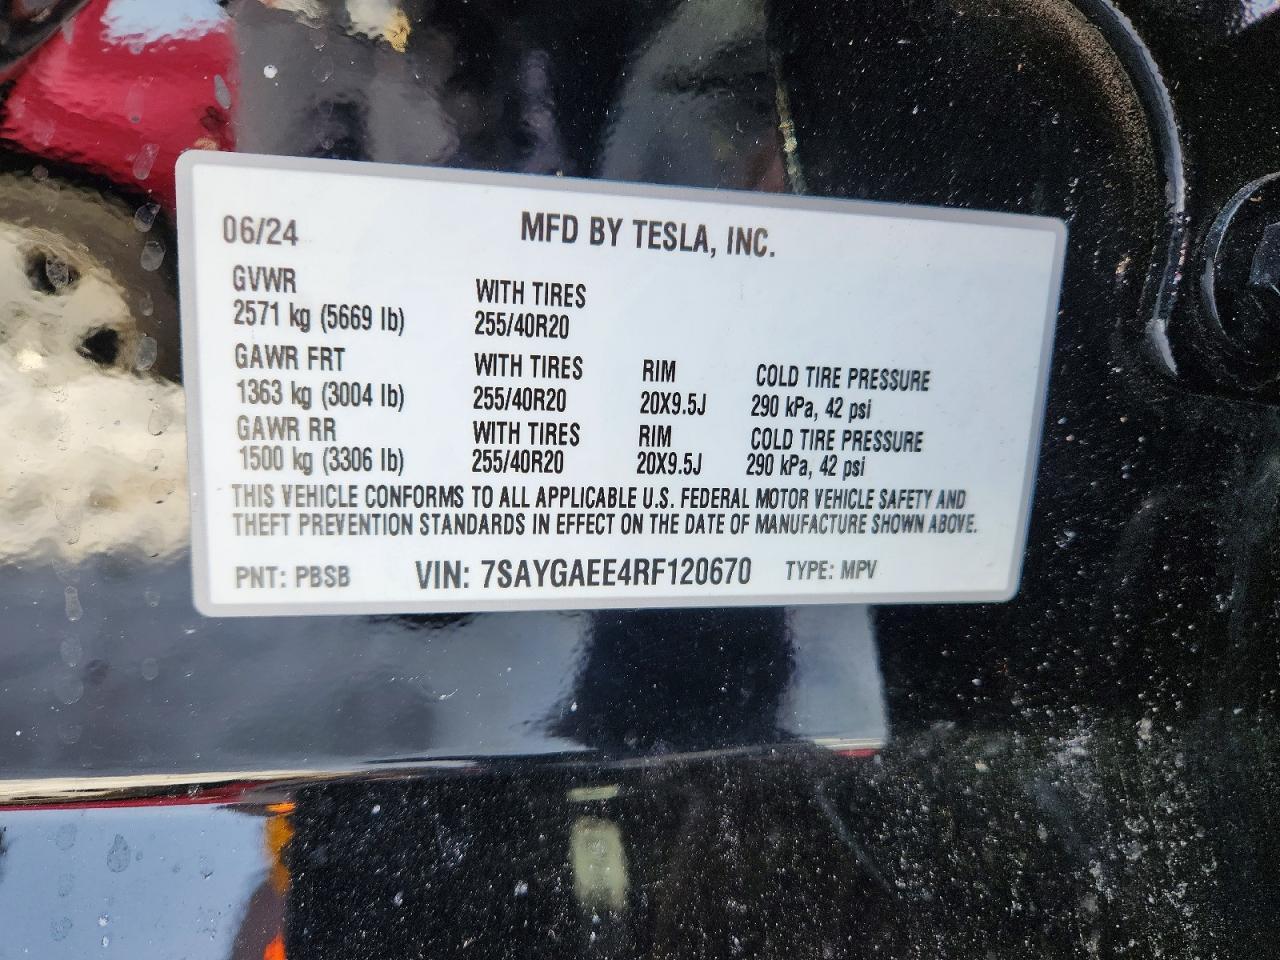 06/24 MFD BY TESLA, INC.
GVWR WITH TIRES
2571 kg (5669 lb) 255/40R20
GAWR FRT WITH TIRES RIM COLD TIRE PRESSURE
1363 kg (3004 lb) 255/40R20 20X9.5J 290 kPa, 42 psi
GAWR RR WITH TIRES RIM COLD TIRE PRESSURE
1500 kg (3306 lb) 255/40R20 20X9.5J 290 kPa, 42 psi
THIS VEHICLE CONFORMS TO ALL APPLICABLE U.S. FEDERAL MOTOR VEHICLE SAFETY AND
THEFT PREVENTION STANDARDS IN EFFECT ON THE DATE OF MANUFACTURE SHOWN ABOVE.
PNT: PBSB VIN: 7SAYGAEE4RF120670 TYPE: MPV